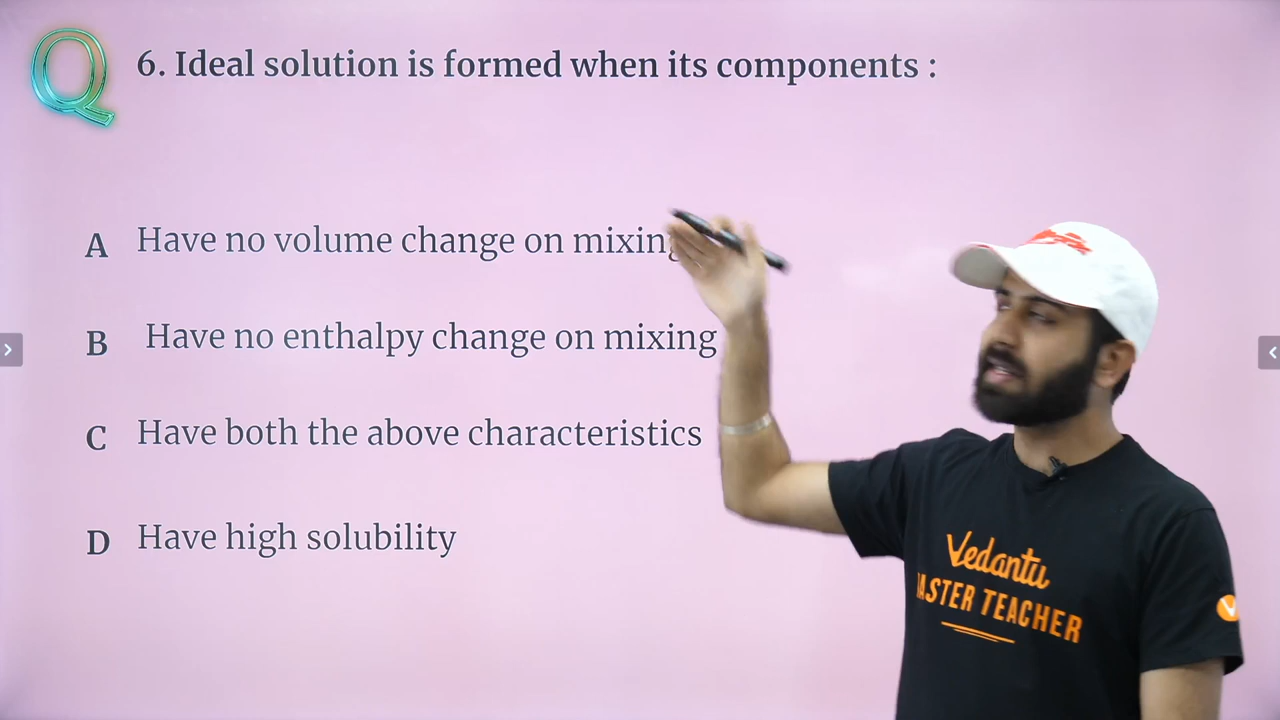 Q
6. Ideal solution is formed when its components :
A Have no volume change on mixing
B Have no enthalpy change on mixing
C Have both the above characteristics
D Have high solubility
Vedantu
MASTER TEACHER